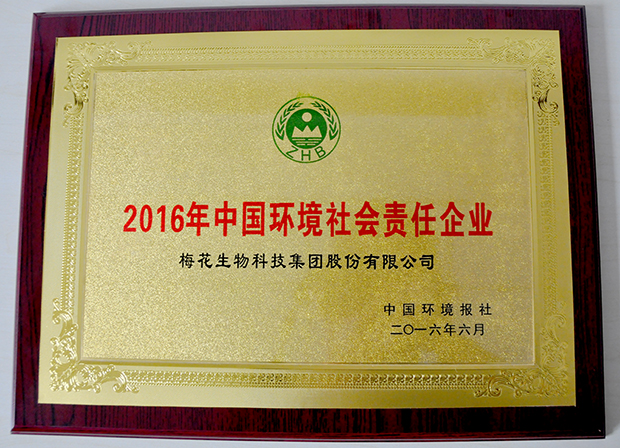 ZHB
2016年中国环境社会责任企业
梅花生物科技集团股份有限公司
中国环境报社
二〇一六年六月